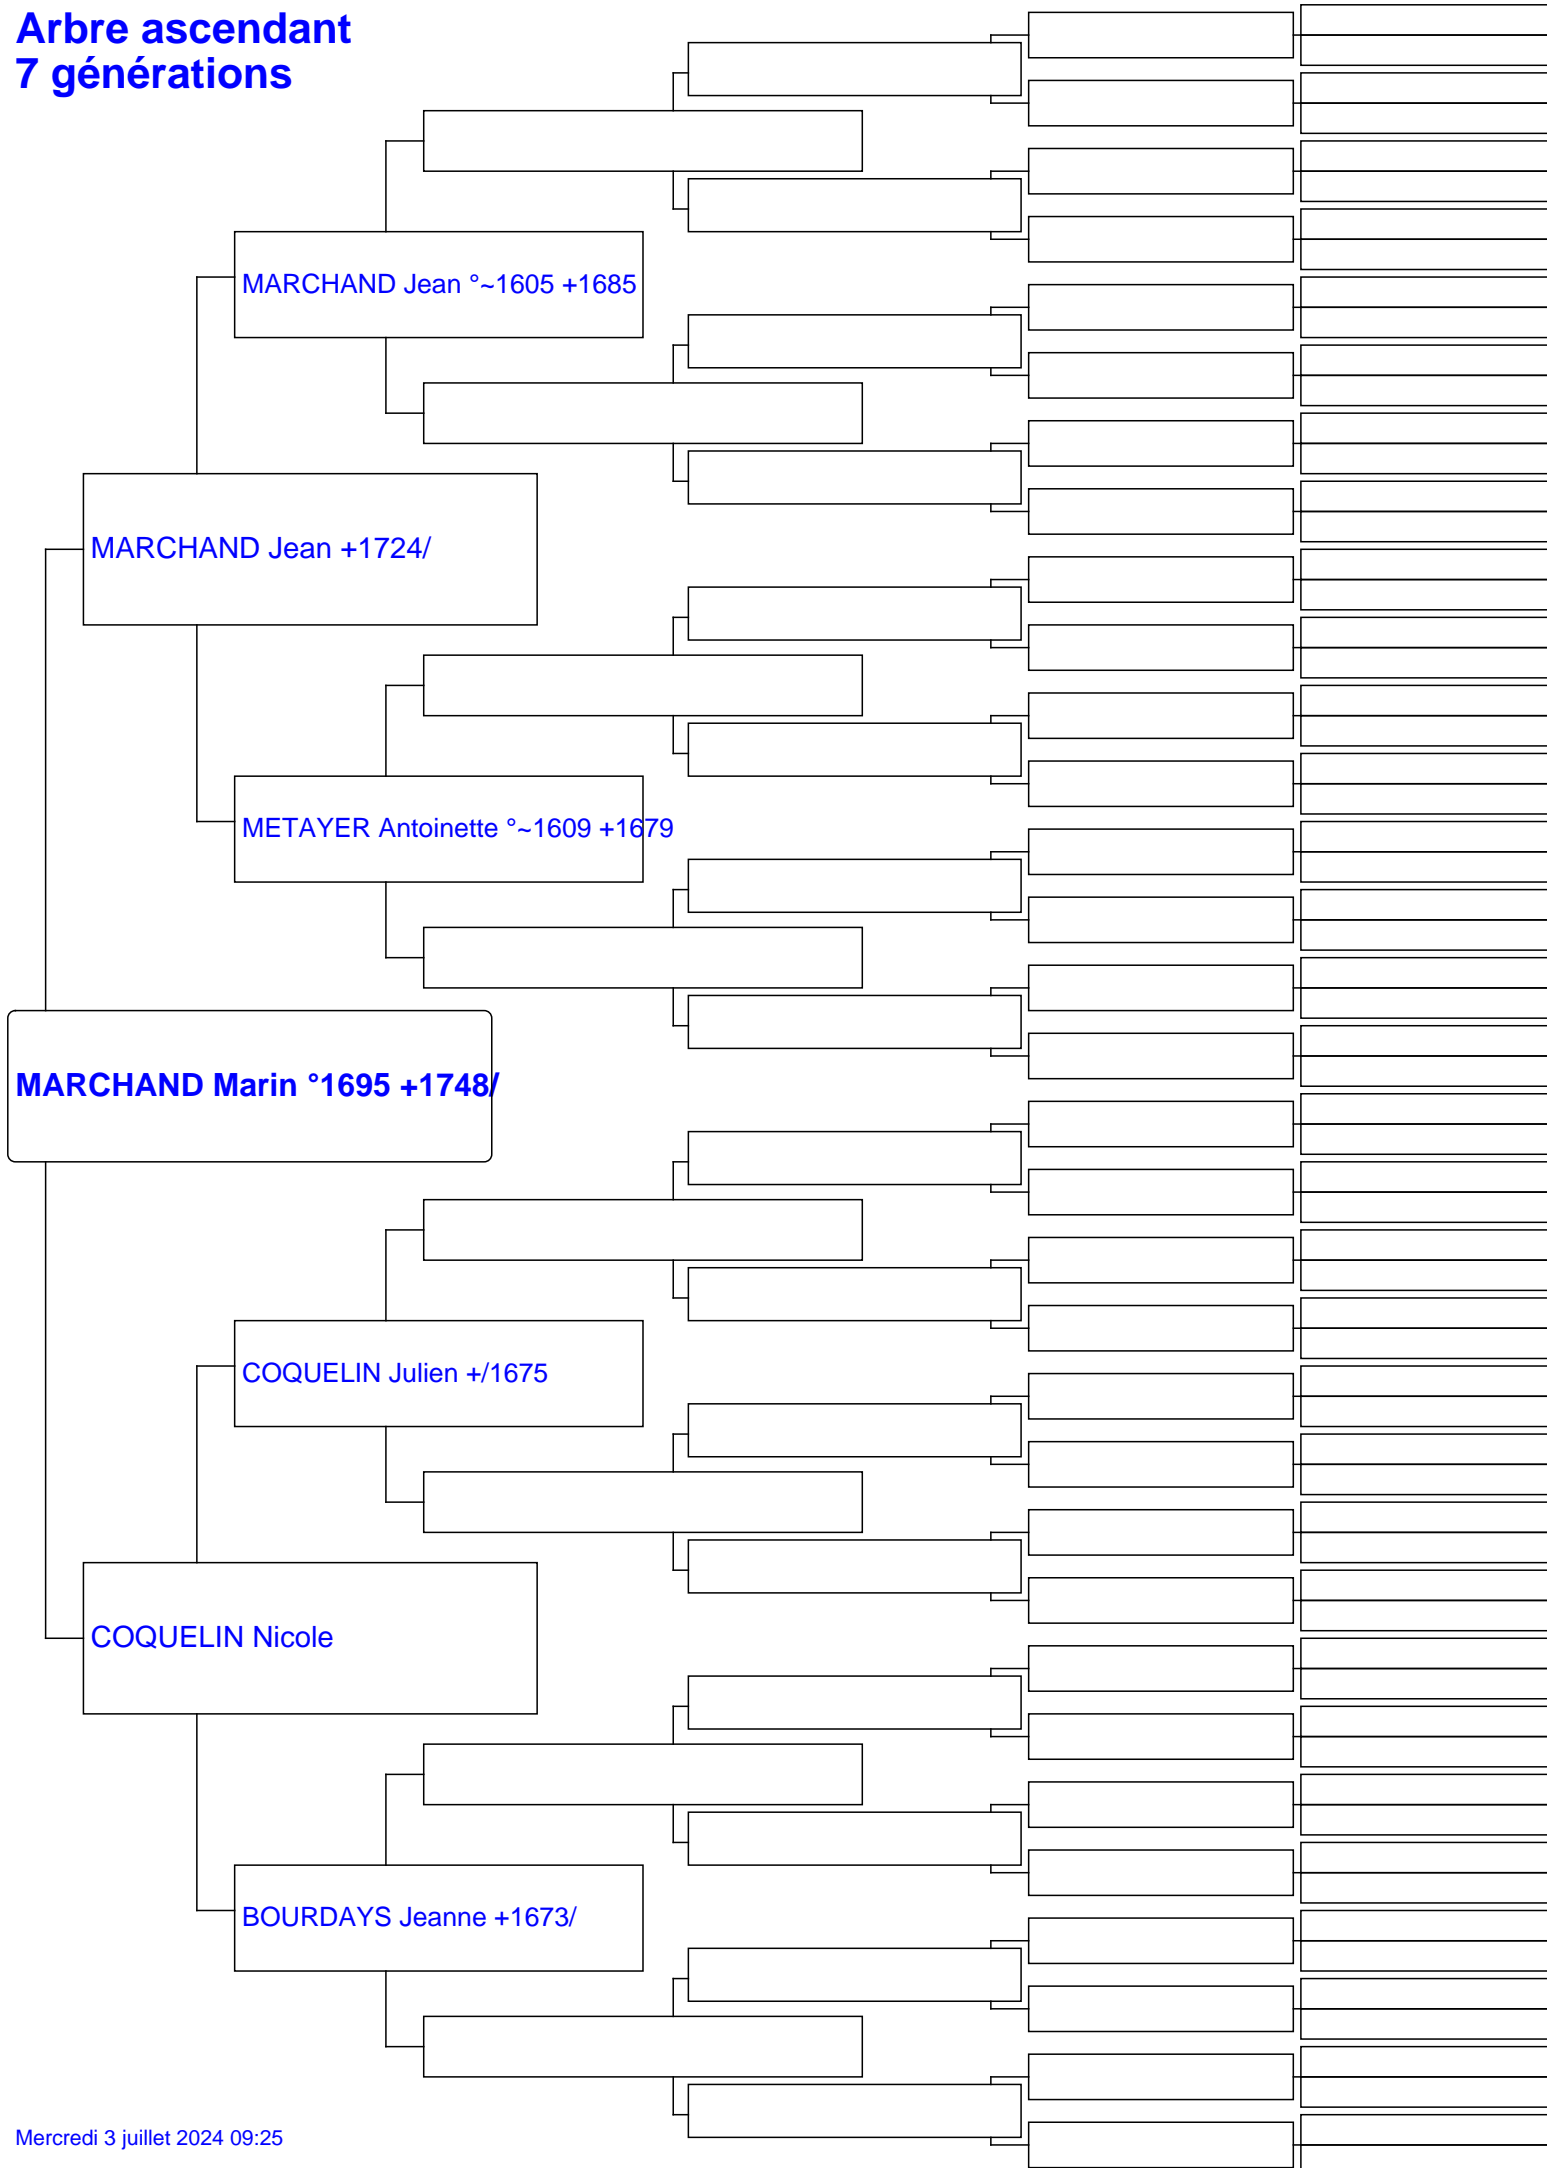 Arbre ascendant
7 générations
MARCHAND Jean °~1605 +1685
MARCHAND Jean +1724/
METAYER Antoinette °~1609 +1679
MARCHAND Marin °1695 +1748/
COQUELIN Julien +/1675
COQUELIN Nicole
BOURDAYS Jeanne +1673/
Mercredi 3 juillet 2024 09:25